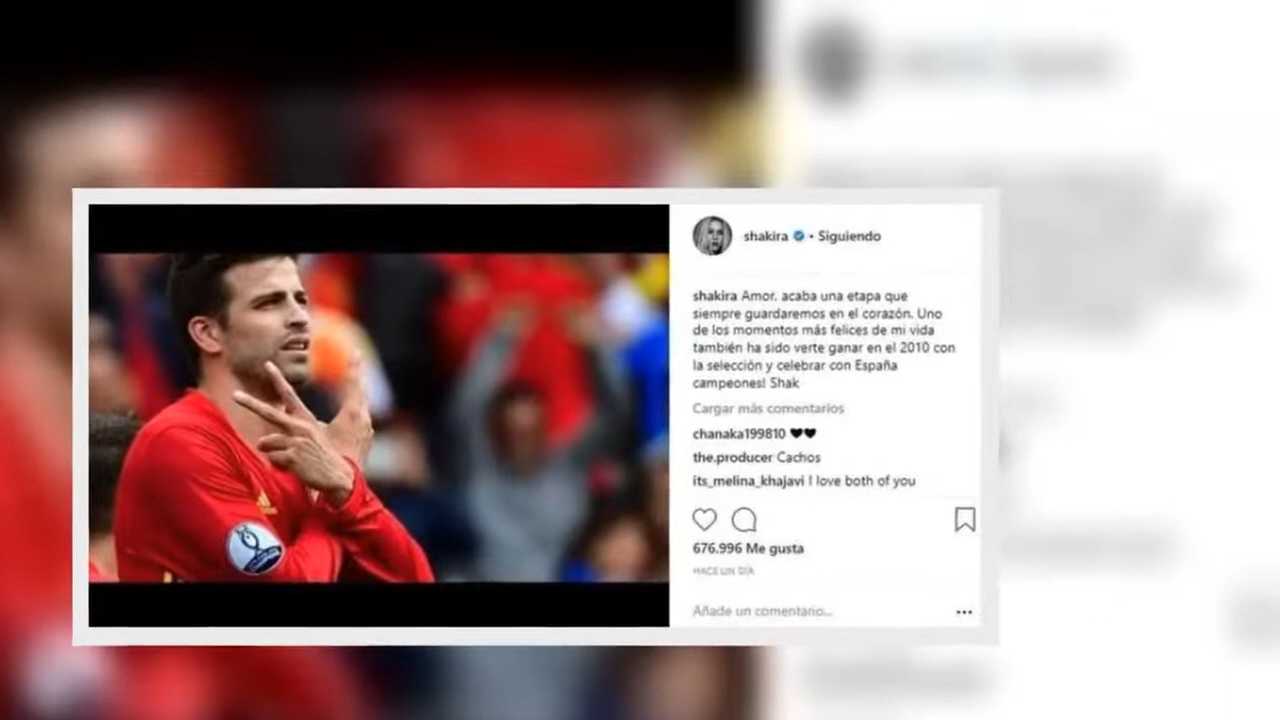 shakira • Siguiendo
shakira Amor, acaba una etapa que
siempre guardaremos en el corazón. Uno
de los momentos más felices de mi vida
también ha sido verte ganar en el 2010 con
la selección y celebrar con España
campeones! Shak
Cargar más comentarios
chanaka199810 🖤🖤
the.producer Cachos
its_melina_khajavi I love both of you
676.996 Me gusta
HACE UN DÍA
Añade un comentario...